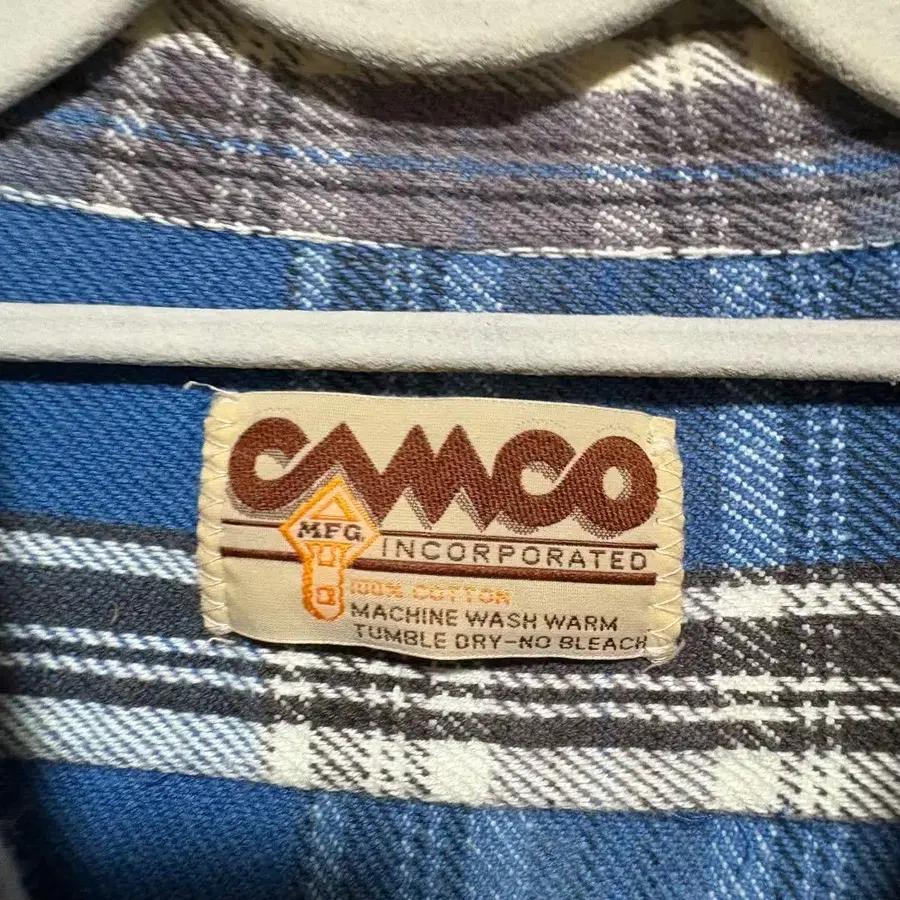 CAMCO
MFG.
INCORPORATED
100% COTTON
MACHINE WASH WARM
TUMBLE DRY-NO BLEACH